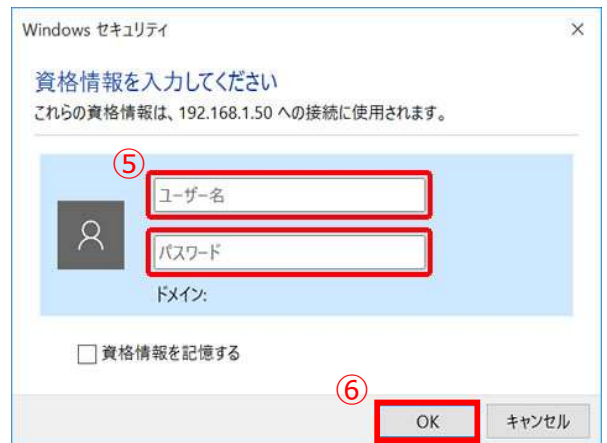 Windows セキュリティ
資格情報を入力してください
これらの資格情報は、192.168.1.50 への接続に使用されます。
⑤
ユーザー名
パスワード
ドメイン:
資格情報を記憶する
⑥
OK キャンセル